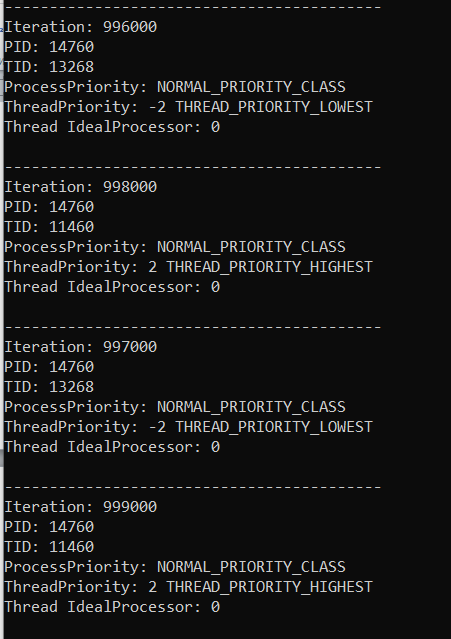 ------------------------------------------
Iteration: 996000
PID: 14760
TID: 13268
ProcessPriority: NORMAL_PRIORITY_CLASS
ThreadPriority: -2 THREAD_PRIORITY_LOWEST
Thread IdealProcessor: 0
------------------------------------------
Iteration: 998000
PID: 14760
TID: 11460
ProcessPriority: NORMAL_PRIORITY_CLASS
ThreadPriority: 2 THREAD_PRIORITY_HIGHEST
Thread IdealProcessor: 0
------------------------------------------
Iteration: 997000
PID: 14760
TID: 13268
ProcessPriority: NORMAL_PRIORITY_CLASS
ThreadPriority: -2 THREAD_PRIORITY_LOWEST
Thread IdealProcessor: 0
------------------------------------------
Iteration: 999000
PID: 14760
TID: 11460
ProcessPriority: NORMAL_PRIORITY_CLASS
ThreadPriority: 2 THREAD_PRIORITY_HIGHEST
Thread IdealProcessor: 0